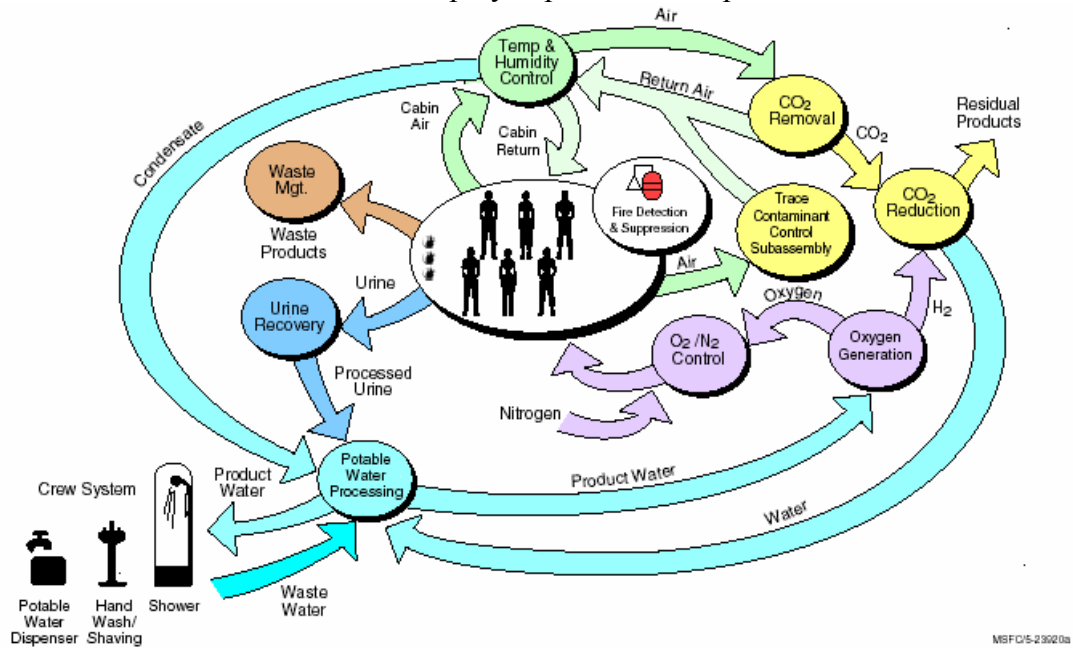 Air
Temp &
Humidity
Control
Return Air
CO2
Removal
Residual
Products
Cabin
Air
Cabin
Return
CO2
Condensate
Waste
Mgt.
Fire Detection
& Suppression
Trace
Contaminant
Control
Subassembly
CO2
Reduction
Waste
Products
Air
Urine
Oxygen
H2
Urine
Recovery
O2 /N2
Control
Oxygen
Generation
Processed
Urine
Nitrogen
Potable
Water
Processing
Product
Water
Product Water
Water
Crew System
Waste
Water
Potable
Water
Dispenser
Hand
Wash/
Shaving
Shower
MSFC/5-23920a